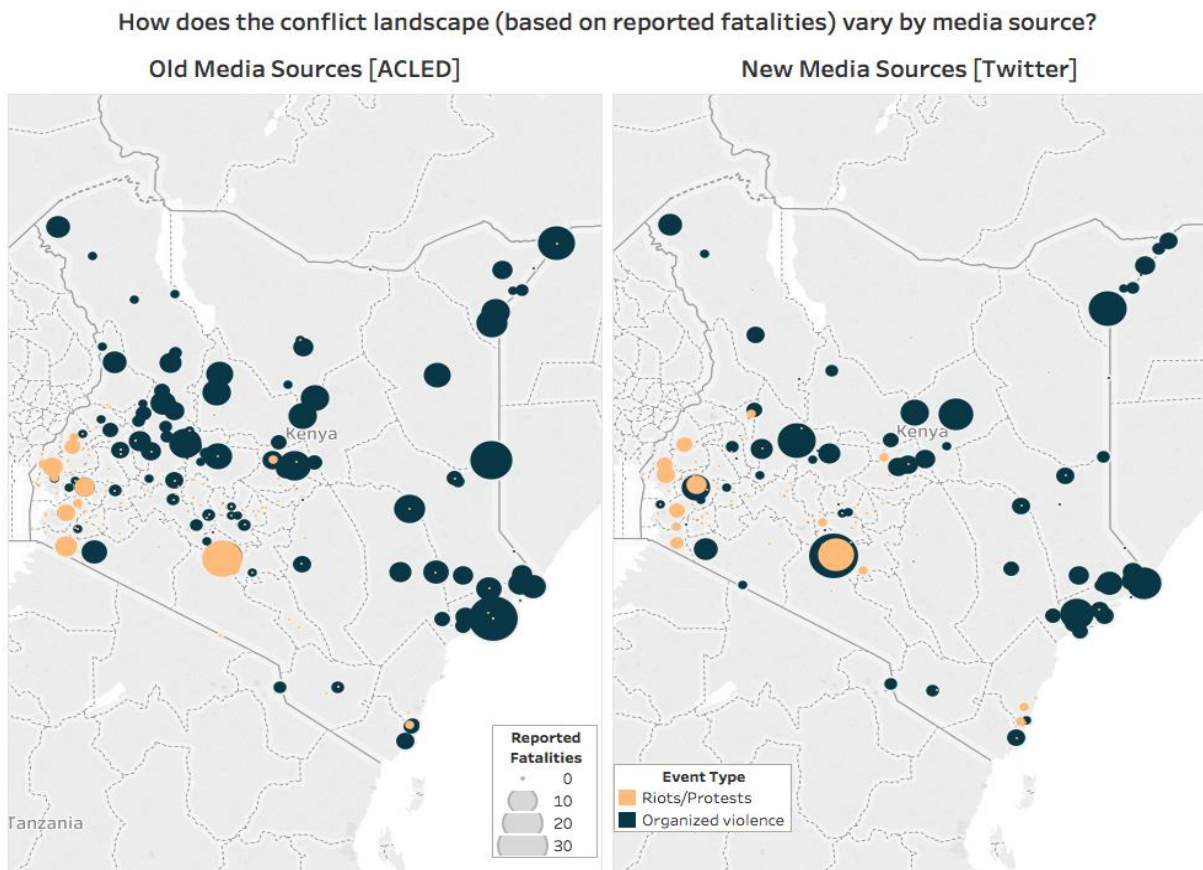 How does the conflict landscape (based on reported fatalities) vary by media source?
Old Media Sources [ACLED]
New Media Sources [Twitter]
Kenya
Kenya
Tanzania
Reported
Fatalities
0
10
20
30
Event Type
Riots/Protests
Organized violence